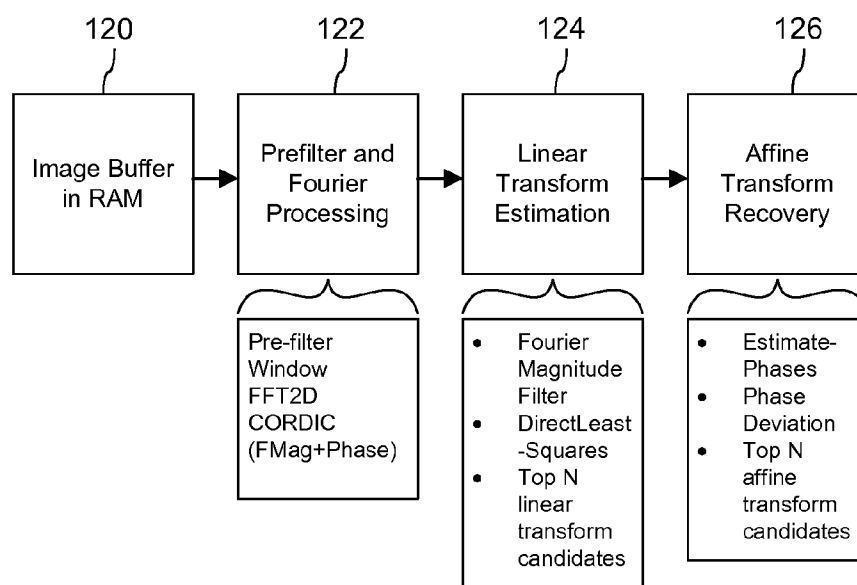 120
122
124
126
Image Buffer
in RAM
Prefilter and
Fourier
Processing
Linear
Transform
Estimation
Affine
Transform
Recovery
Pre-filter
Window
FFT2D
CORDIC
(FMag+Phase)
• Fourier
Magnitude
Filter
• DirectLeast
-Squares
• Top N
linear
transform
candidates
• Estimate-
Phases
• Phase
Deviation
• Top N
affine
transform
candidates